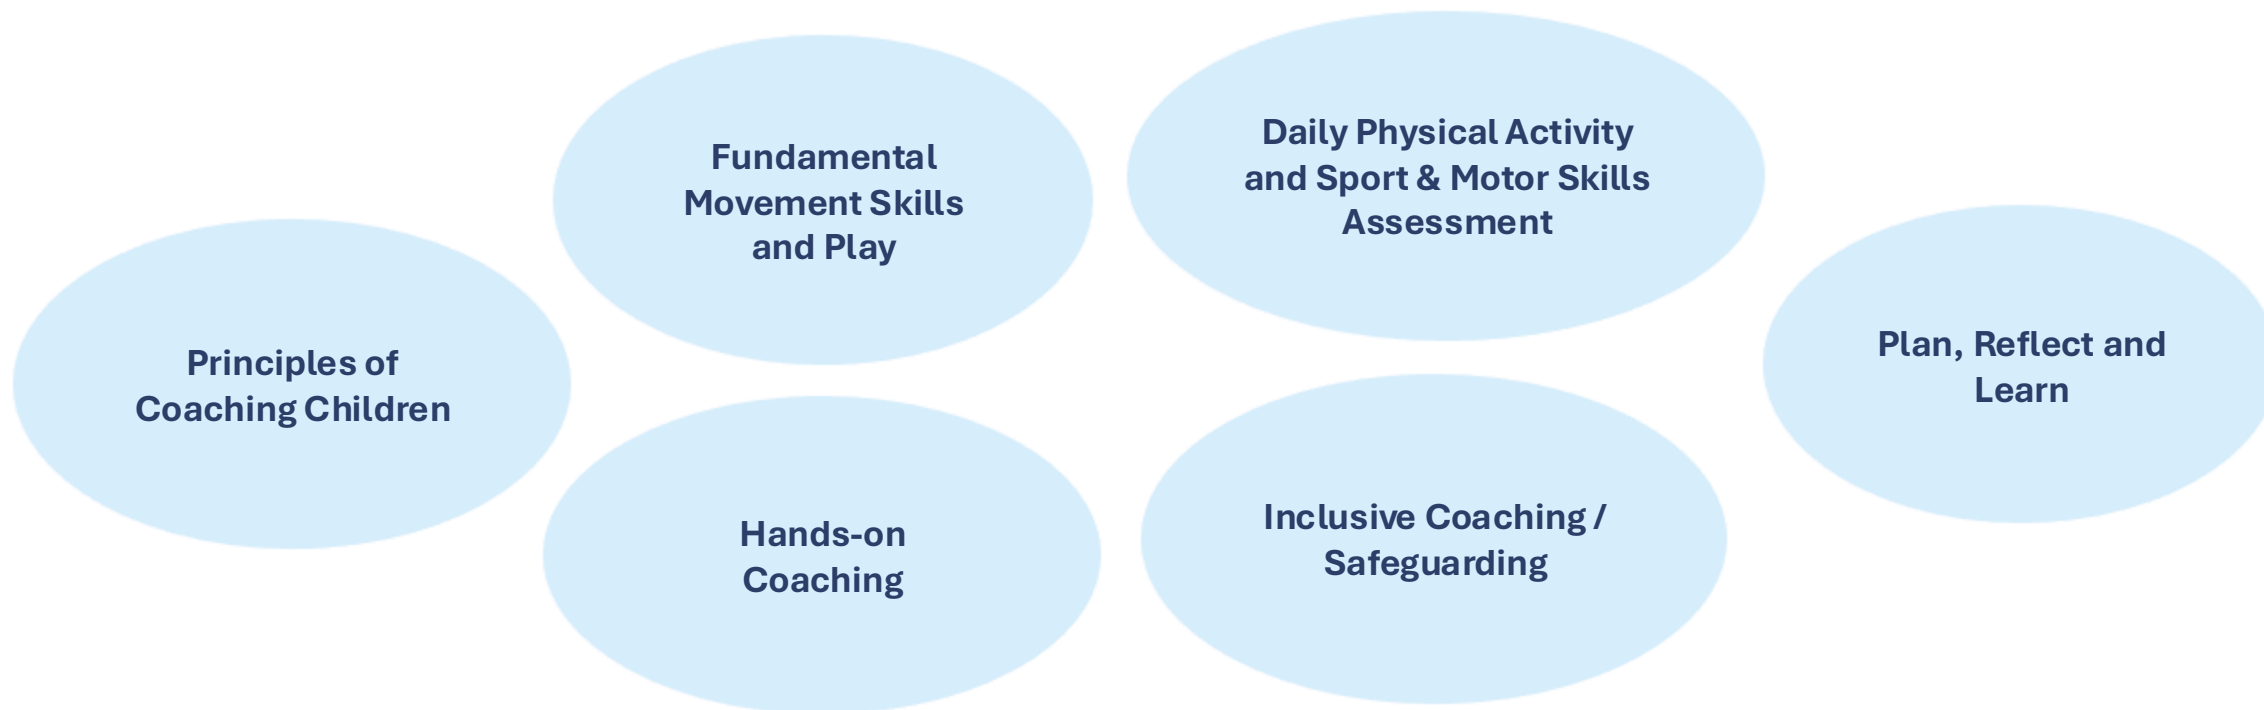 Principles of
Coaching Children
Fundamental
Movement Skills
and Play
Hands-on
Coaching
Daily Physical Activity
and Sport & Motor Skills
Assessment
Inclusive Coaching /
Safeguarding
Plan, Reflect and
Learn